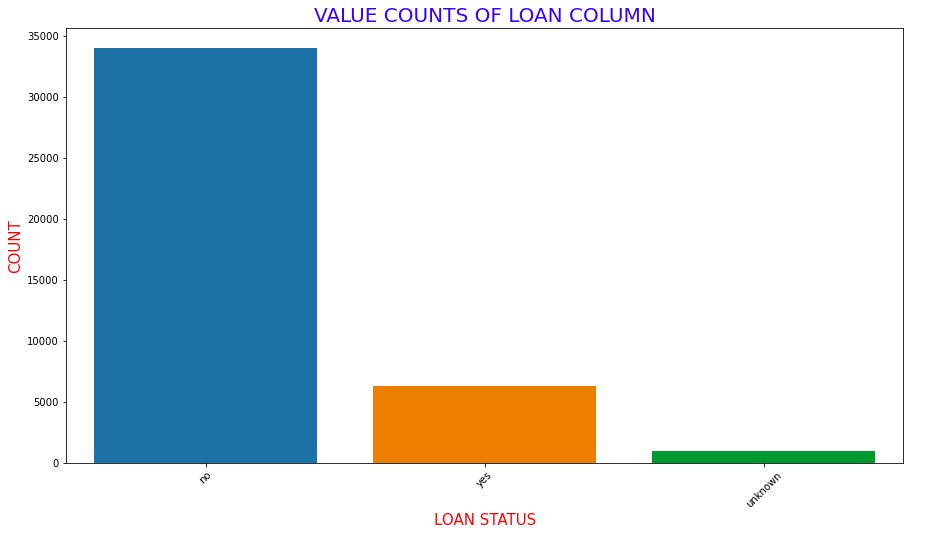 VALUE COUNTS OF LOAN COLUMN
35000
30000
25000
20000
15000
10000
5000
0
COUNT
no
yes
unknown
LOAN STATUS